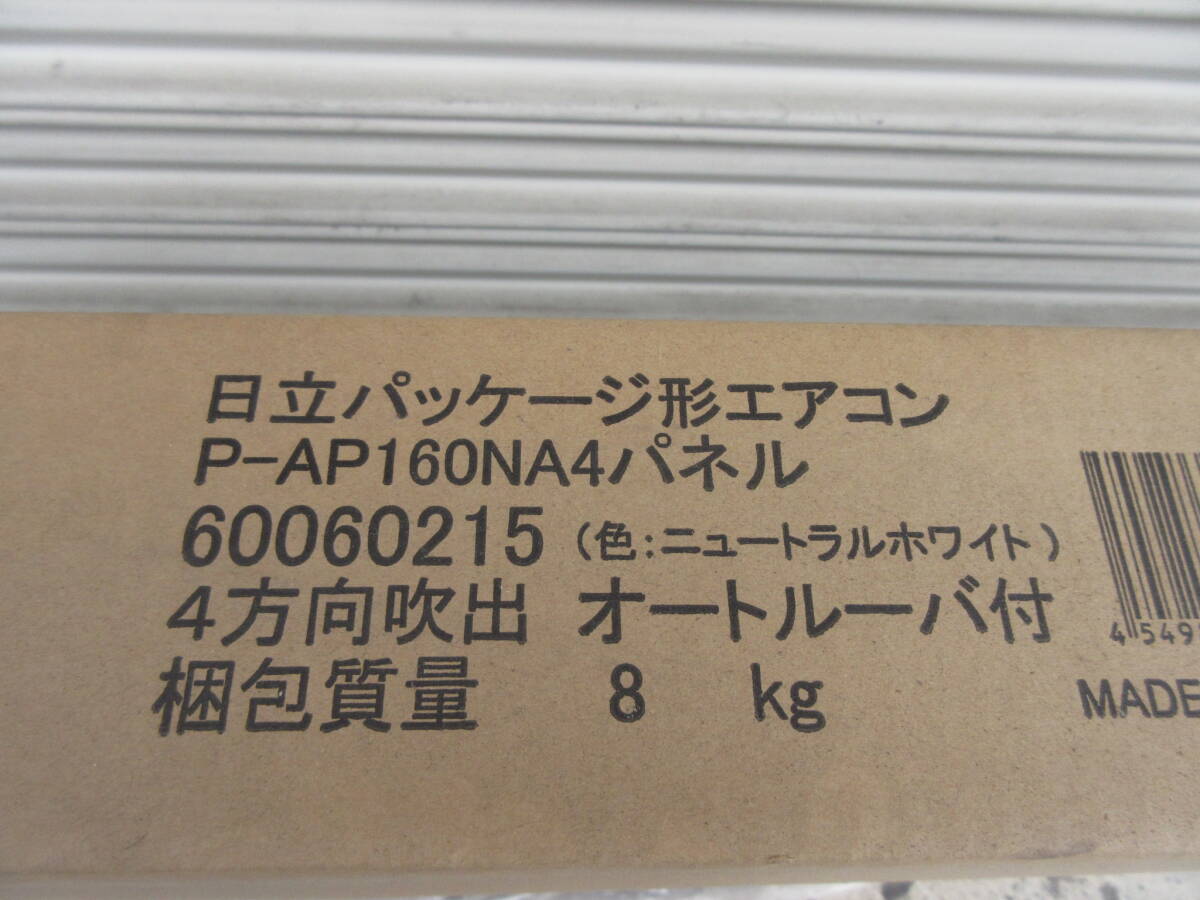 日立パッケージ形エアコン
P-AP160NA4パネル
60060215 (色:ニュートラルホワイト)
4方向吹出 オートルーバ付
梱包質量 8 kg
4 549
MADE